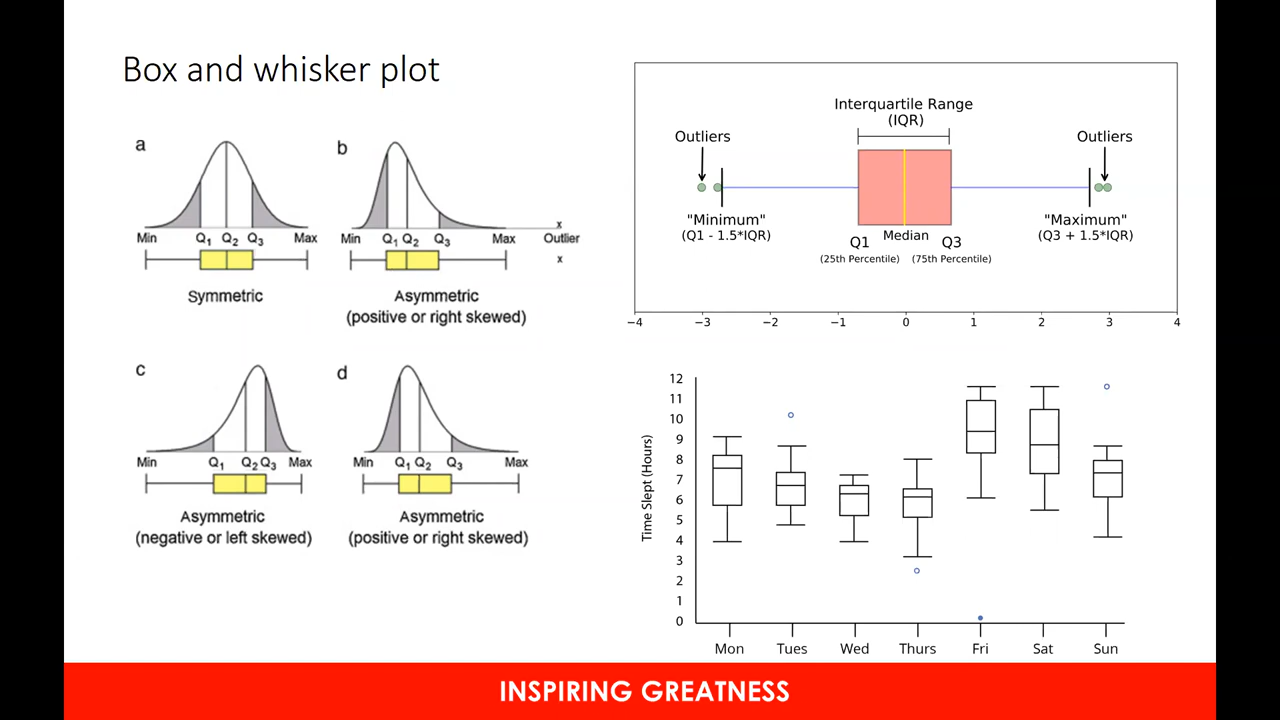 Box and whisker plot
a
Min Q1 Q2 Q3 Max
Symmetric
b
x
Min Q1 Q2 Q3 Max Outlier
x
Asymmetric
(positive or right skewed)
c
Min Q1 Q2 Q3 Max
Asymmetric
(negative or left skewed)
d
Min Q1 Q2 Q3 Max
Asymmetric
(positive or right skewed)
Interquartile Range
(IQR)
Outliers
Outliers
"Minimum"
(Q1 - 1.5*IQR)
"Maximum"
(Q3 + 1.5*IQR)
Q1 Median Q3
(25th Percentile) (75th Percentile)
−4 −3 −2 −1 0 1 2 3 4
Time Slept (Hours)
12
11
10
9
8
7
6
5
4
3
2
1
0
Mon Tues Wed Thurs Fri Sat Sun
INSPIRING GREATNESS